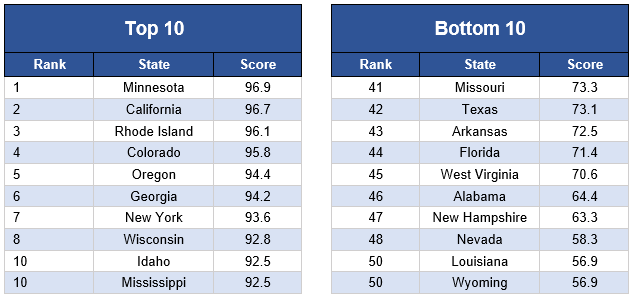 Top 10
Rank State Score
1 Minnesota 96.9
2 California 96.7
3 Rhode Island 96.1
4 Colorado 95.8
5 Oregon 94.4
6 Georgia 94.2
7 New York 93.6
8 Wisconsin 92.8
10 Idaho 92.5
10 Mississippi 92.5
Bottom 10
Rank State Score
41 Missouri 73.3
42 Texas 73.1
43 Arkansas 72.5
44 Florida 71.4
45 West Virginia 70.6
46 Alabama 64.4
47 New Hampshire 63.3
48 Nevada 58.3
50 Louisiana 56.9
50 Wyoming 56.9